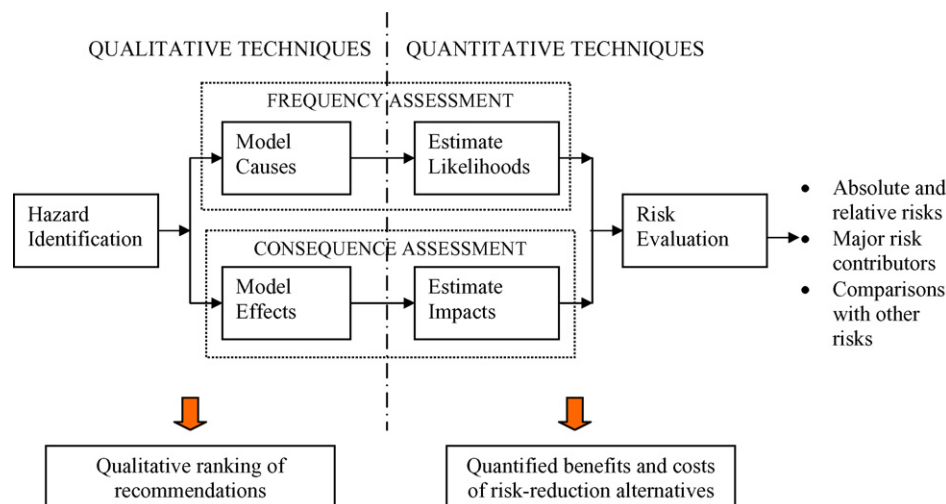 QUALITATIVE TECHNIQUES
QUANTITATIVE TECHNIQUES
FREQUENCY ASSESSMENT
Model
Causes
Estimate
Likelihoods
Hazard
Identification
CONSEQUENCE ASSESSMENT
Model
Effects
Estimate
Impacts
Risk
Evaluation
• Absolute and
relative risks
• Major risk
contributors
• Comparisons
with other
risks
Qualitative ranking of
recommendations
Quantified benefits and costs
of risk-reduction alternatives